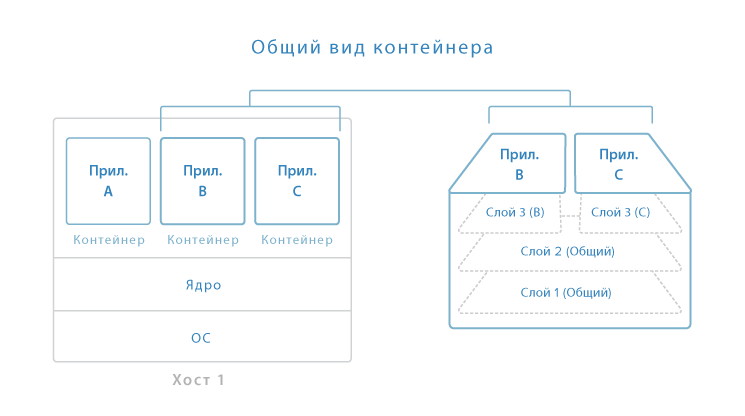 Общий вид контейнера
Прил.
A
Прил.
B
Прил.
C
Контейнер
Контейнер
Контейнер
Ядро
ОС
Хост 1
Прил.
B
Прил.
C
Слой 3 (B)
Слой 3 (C)
Слой 2 (Общий)
Слой 1 (Общий)